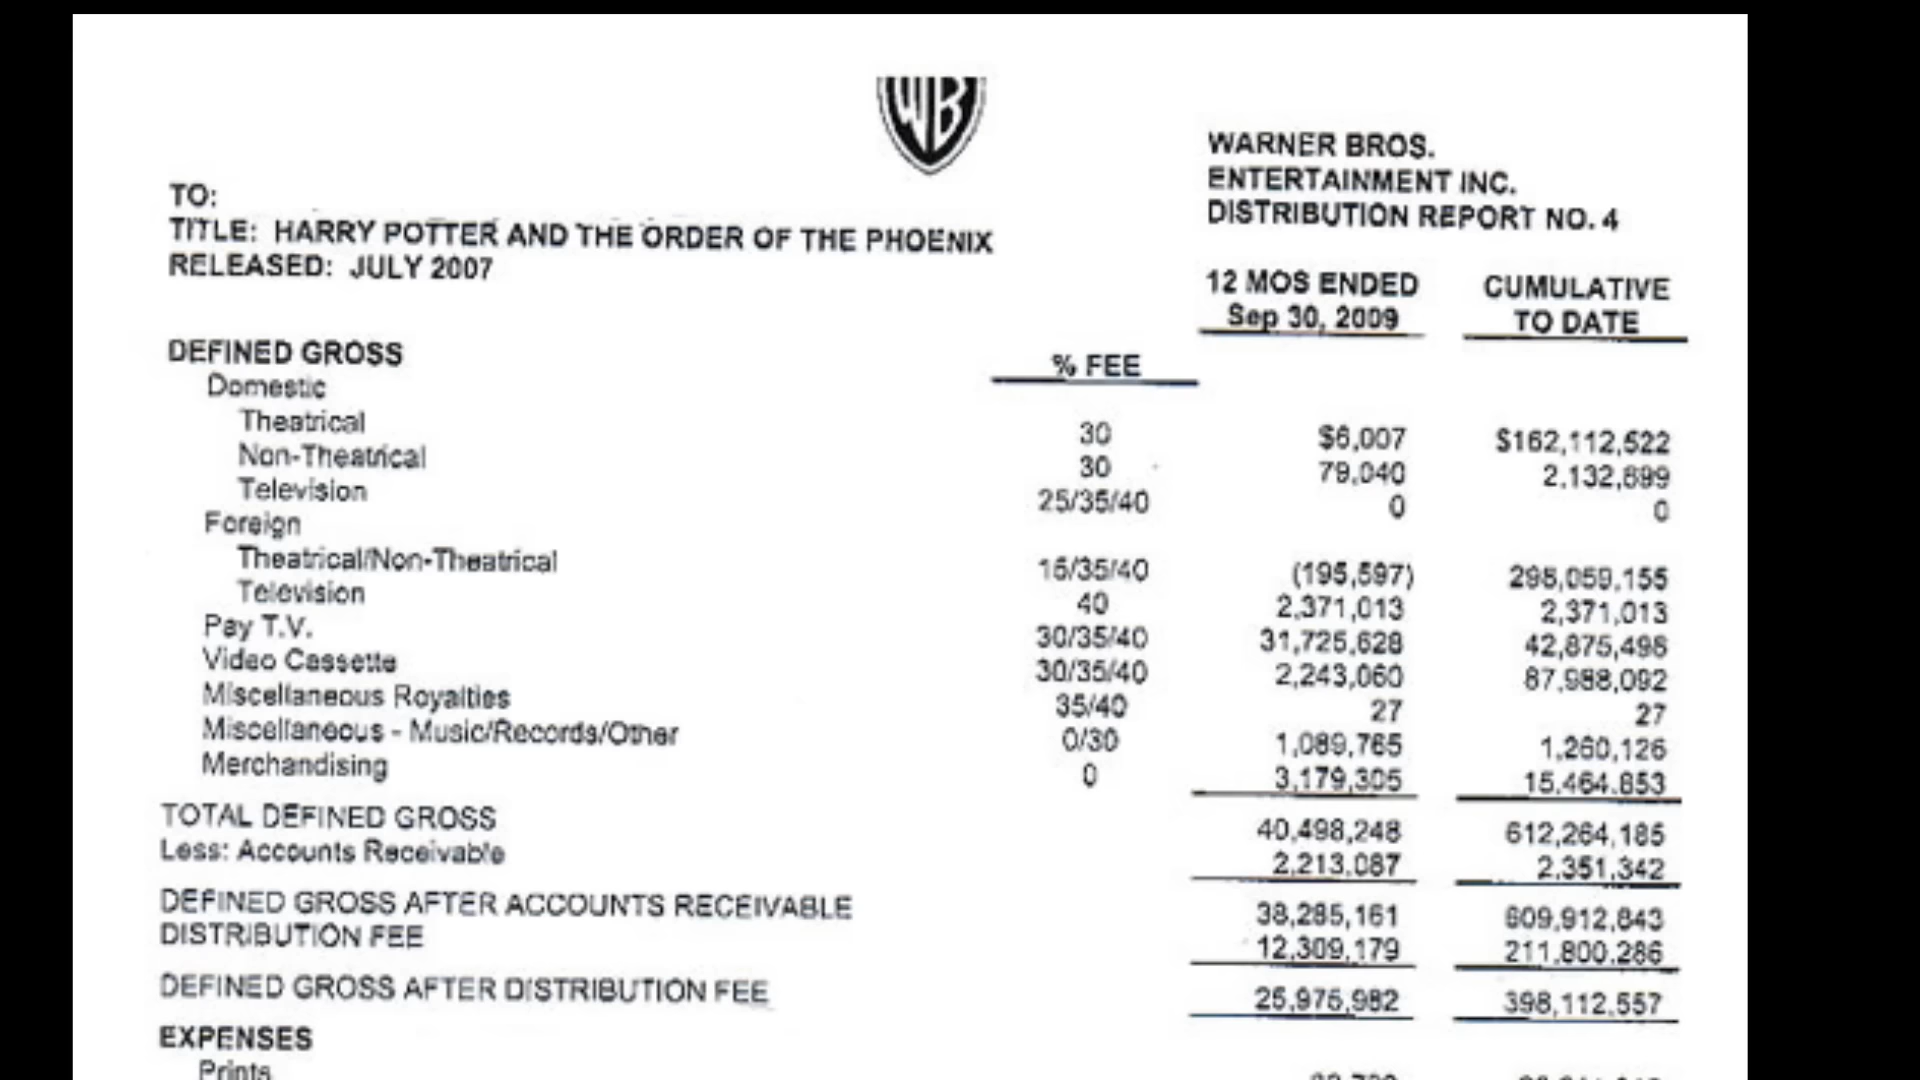 WB
WARNER BROS.
ENTERTAINMENT INC.
DISTRIBUTION REPORT NO. 4
TO:
TITLE: HARRY POTTER AND THE ORDER OF THE PHOENIX
RELEASED: JULY 2007
12 MOS ENDED CUMULATIVE
Sep 30, 2009 TO DATE
DEFINED GROSS % FEE
Domestic
Theatrical 30 $6,007 $162,112,522
Non-Theatrical 30 79,040 2,132,899
Television 25/35/40 0 0
Foreign
Theatrical/Non-Theatrical 15/35/40 (195,597) 298,059,155
Television 40 2,371,013 2,371,013
Pay T.V. 30/35/40 31,725,628 42,875,498
Video Cassette 30/35/40 2,243,060 87,988,092
Miscellaneous Royalties 35/40 27 27
Miscellaneous - Music/Records/Other 0/30 1,089,765 1,260,126
Merchandising 0 3,179,305 15,464,853
TOTAL DEFINED GROSS 40,498,248 612,264,185
Less: Accounts Receivable 2,213,087 2,351,342
DEFINED GROSS AFTER ACCOUNTS RECEIVABLE 38,285,161 609,912,843
DISTRIBUTION FEE 12,309,179 211,800,286
DEFINED GROSS AFTER DISTRIBUTION FEE 25,975,982 398,112,557
EXPENSES
Prints